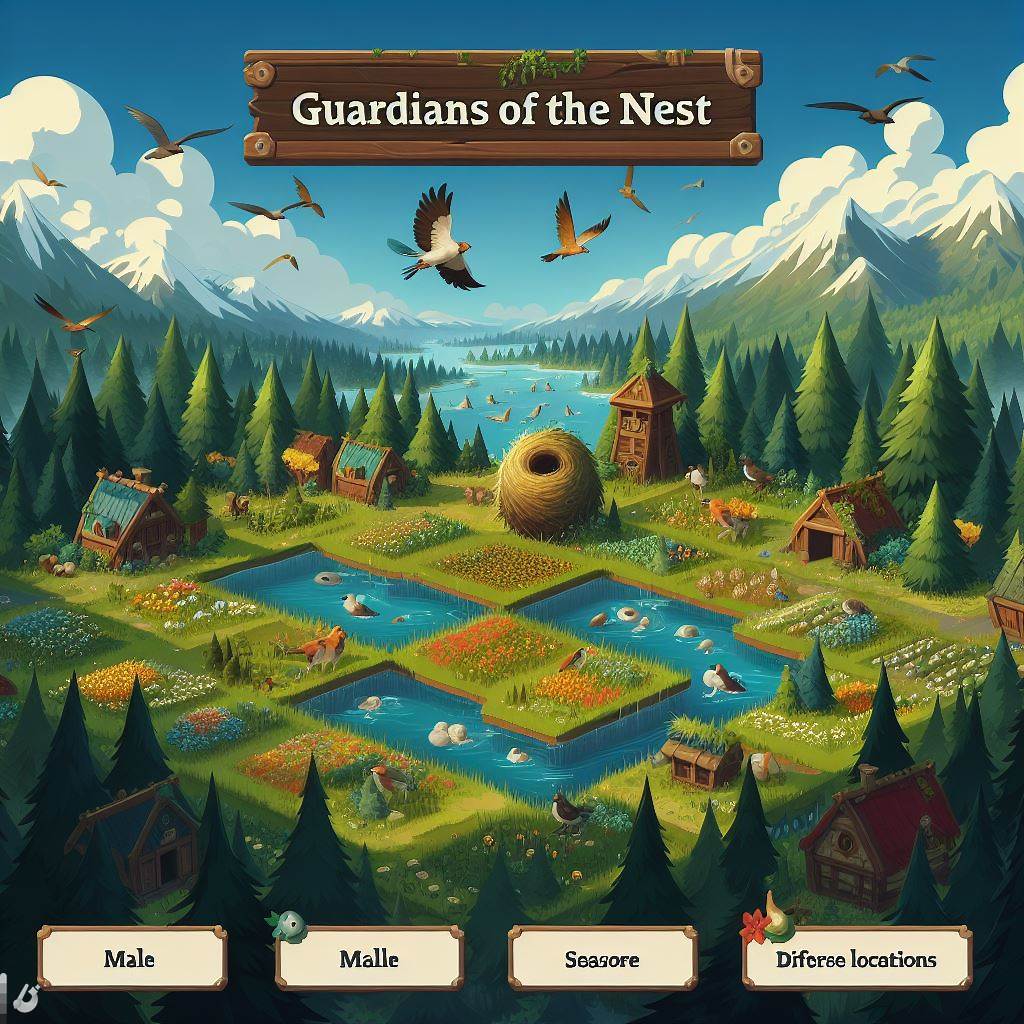 Guardians of the Nest
Male
Malle
Seasore
Diferse locations